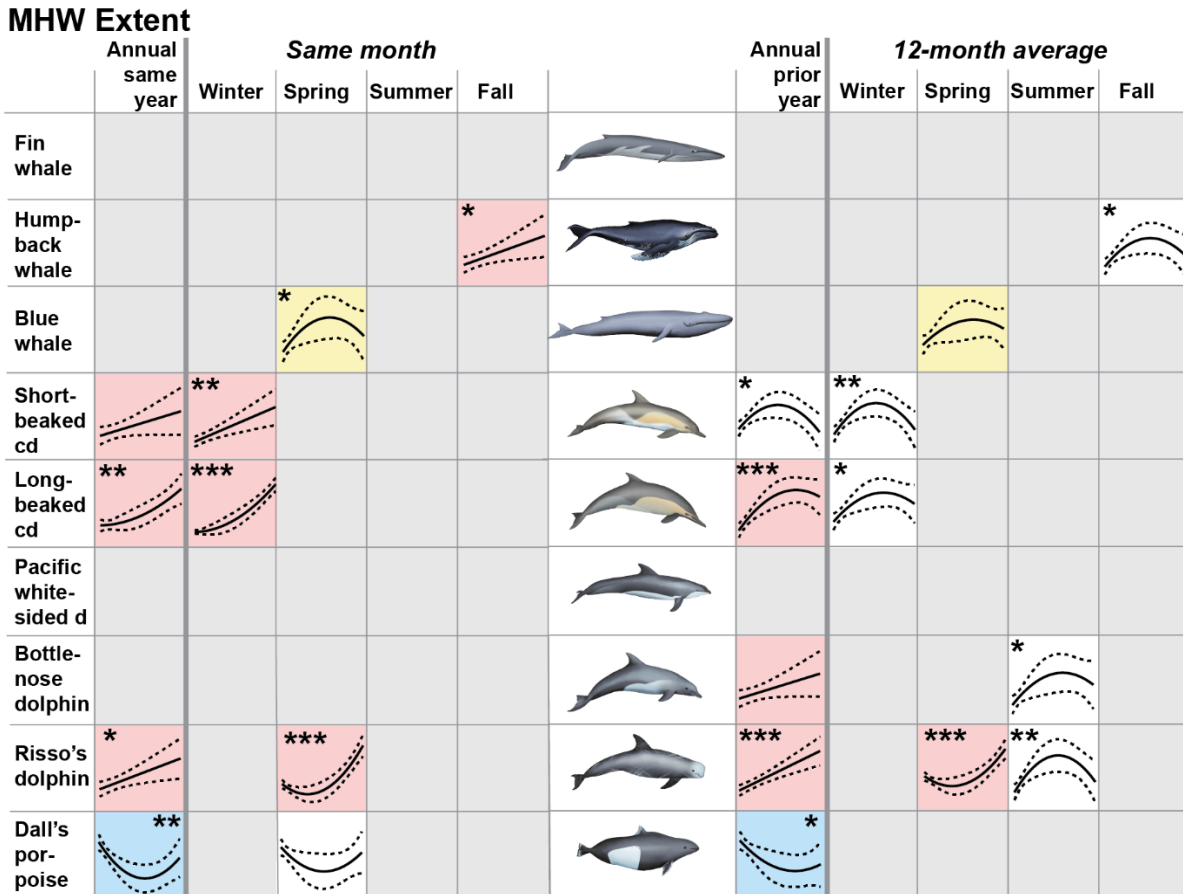 MHW Extent
Annual same year
Same month
Winter Spring Summer Fall
Annual prior year
12-month average
Winter Spring Summer Fall
Fin
whale
Hump-
back
whale
*
*
Blue
whale
*
Short-
beaked
cd
**
*
**
Long-
beaked
cd
**
***
***
*
Pacific
white-
sided d
Bottle-
nose
dolphin
*
Risso's
dolphin
*
***
***
***
**
Dall's
por-
poise
**
*